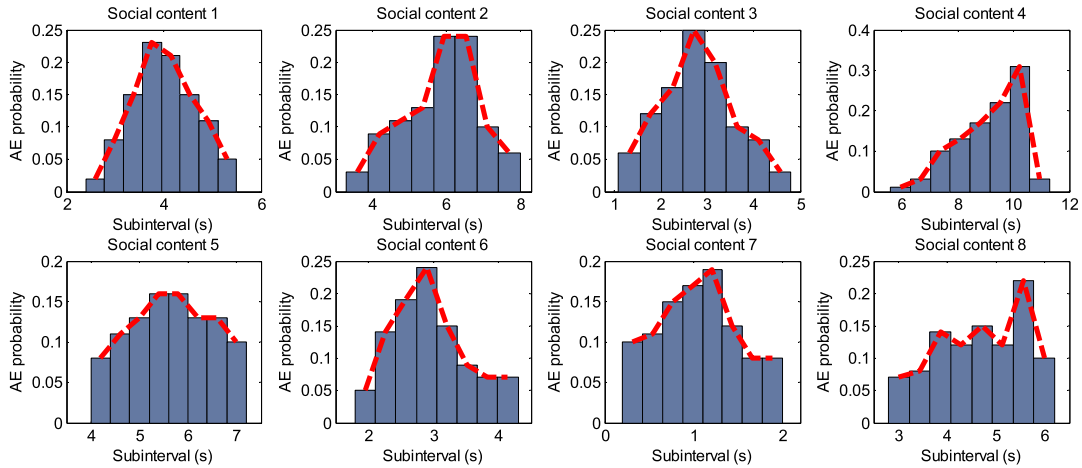 Social content 1
0.25
0.2
0.15
0.1
0.05
0
AE probability
2 4 6
Subinterval (s)
Social content 2
0.25
0.2
0.15
0.1
0.05
0
AE probability
4 6 8
Subinterval (s)
Social content 3
0.25
0.2
0.15
0.1
0.05
0
AE probability
1 2 3 4 5
Subinterval (s)
Social content 4
0.4
0.3
0.2
0.1
0
AE probability
6 8 10 12
Subinterval (s)
Social content 5
0.2
0.15
0.1
0.05
0
AE probability
4 5 6 7
Subinterval (s)
Social content 6
0.25
0.2
0.15
0.1
0.05
0
AE probability
2 3 4
Subinterval (s)
Social content 7
0.2
0.15
0.1
0.05
0
AE probability
0 1 2
Subinterval (s)
Social content 8
0.25
0.2
0.15
0.1
0.05
0
AE probability
3 4 5 6
Subinterval (s)